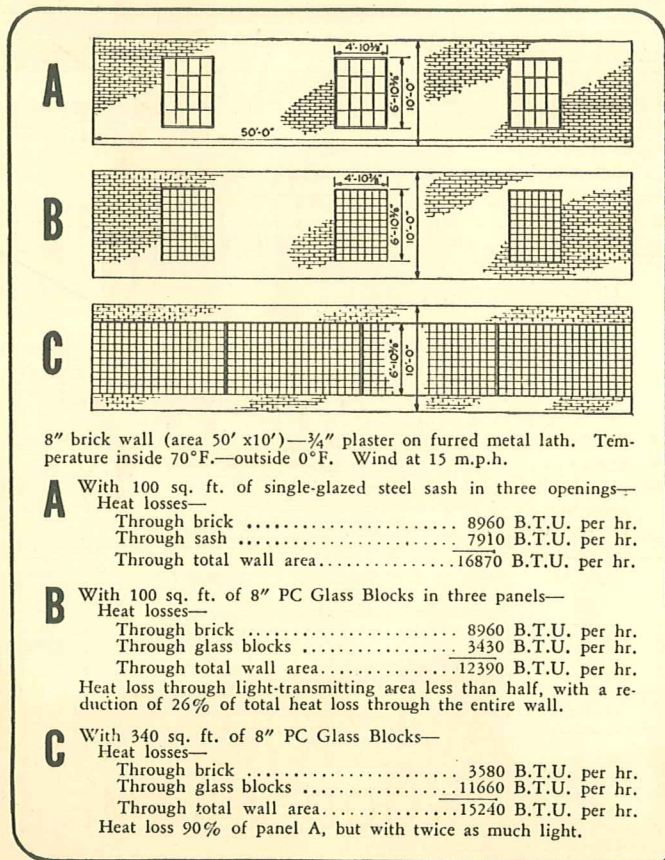 A
4'-10⅜"
6'-10⅜"
10'-0"
50'-0"
B
4'-10⅜"
6'-10⅜"
10'-0"
C
6'-10⅜"
10'-0"
8" brick wall (area 50' x10')—¾" plaster on furred metal lath. Tem-
perature inside 70°F.—outside 0°F. Wind at 15 m.p.h.
A With 100 sq. ft. of single-glazed steel sash in three openings—
Heat losses—
Through brick ........................ 8960 B.T.U. per hr.
Through sash ........................ 7910 B.T.U. per hr.
Through total wall area...............16870 B.T.U. per hr.
B With 100 sq. ft. of 8" PC Glass Blocks in three panels—
Heat losses—
Through brick ........................ 8960 B.T.U. per hr.
Through glass blocks .................. 3430 B.T.U. per hr.
Through total wall area...............12390 B.T.U. per hr.
Heat loss through light-transmitting area less than half, with a re-
duction of 26% of total heat loss through the entire wall.
C With 340 sq. ft. of 8" PC Glass Blocks—
Heat losses—
Through brick ........................ 3580 B.T.U. per hr.
Through glass blocks ..................11660 B.T.U. per hr.
Through total wall area...............15240 B.T.U. per hr.
Heat loss 90% of panel A, but with twice as much light.